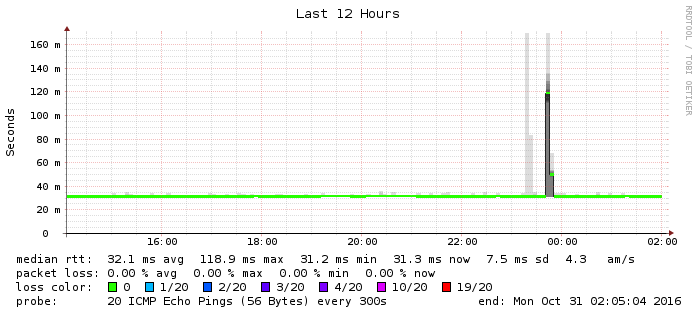 Last 12 Hours
RRDTOOL / TOBI OETIKER
Seconds
160 m
140 m
120 m
100 m
80 m
60 m
40 m
20 m
0
16:00 18:00 20:00 22:00 00:00 02:00
median rtt: 32.1 ms avg 118.9 ms max 31.2 ms min 31.3 ms now 7.5 ms sd 4.3 am/s
packet loss: 0.00 % avg 0.00 % max 0.00 % min 0.00 % now
loss color: 0 1/20 2/20 3/20 4/20 10/20 19/20
probe: 20 ICMP Echo Pings (56 Bytes) every 300s end: Mon Oct 31 02:05:04 2016